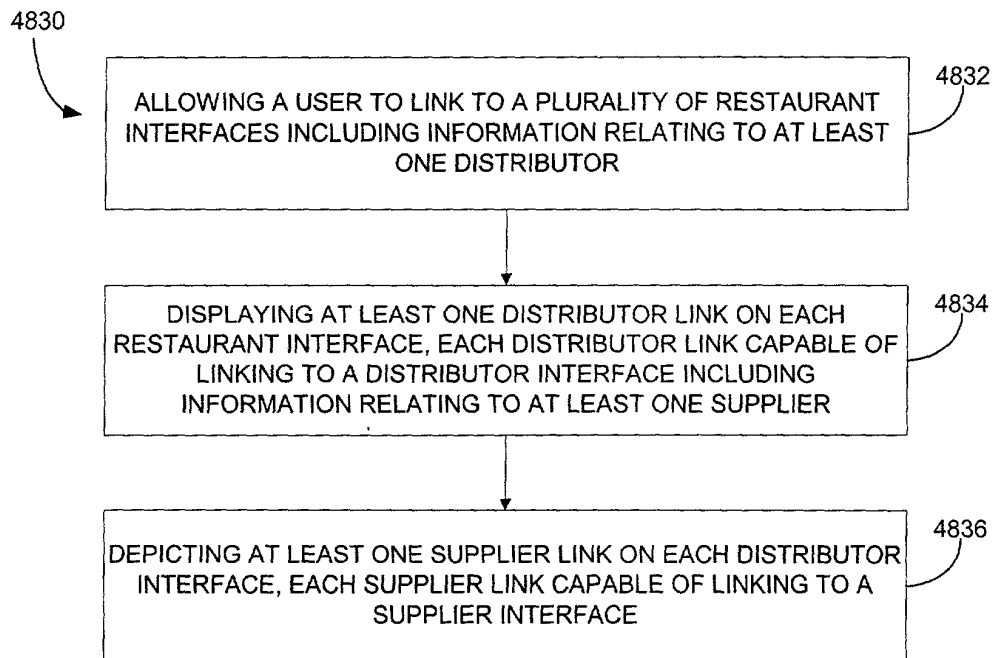 4830
4832
ALLOWING A USER TO LINK TO A PLURALITY OF RESTAURANT
INTERFACES INCLUDING INFORMATION RELATING TO AT LEAST
ONE DISTRIBUTOR
4834
DISPLAYING AT LEAST ONE DISTRIBUTOR LINK ON EACH
RESTAURANT INTERFACE, EACH DISTRIBUTOR LINK CAPABLE OF
LINKING TO A DISTRIBUTOR INTERFACE INCLUDING
INFORMATION RELATING TO AT LEAST ONE SUPPLIER
4836
DEPICTING AT LEAST ONE SUPPLIER LINK ON EACH DISTRIBUTOR
INTERFACE, EACH SUPPLIER LINK CAPABLE OF LINKING TO A
SUPPLIER INTERFACE